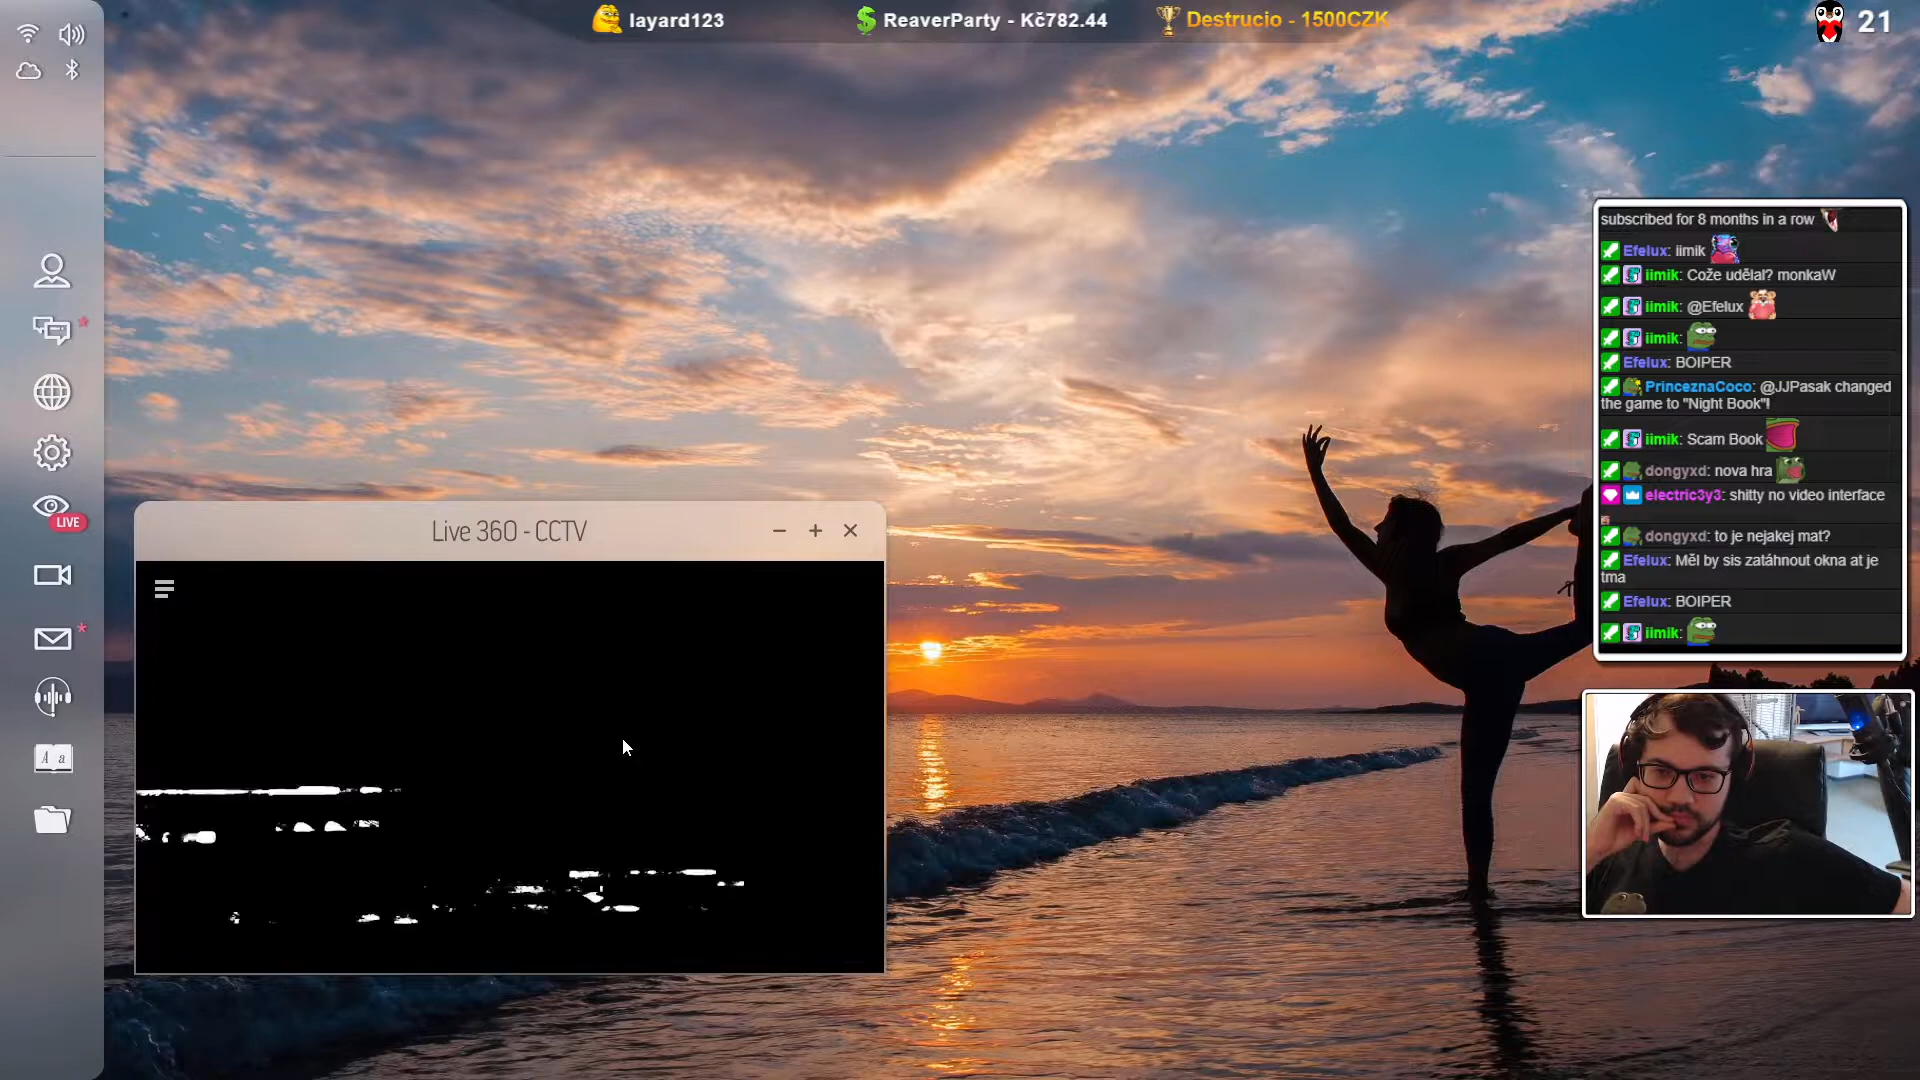 layard123
ReaverParty - Kč782.44
Destrucio - 1500CZK
21
LIVE
A a
Live 360 - CCTV
subscribed for 8 months in a row
Efelux: iimik
iimik: Cože udělal? monkaW
iimik: @Efelux
iimik:
Efelux: BOIPER
PrinceznaCoco: @JJPasak changed
the game to "Night Book"!
iimik: Scam Book
dongyxd: nova hra
electric3y3: shitty no video interface
dongyxd: to je nejakej mat?
Efelux: Měl by sis zatáhnout okna at je
tma
Efelux: BOIPER
iimik: